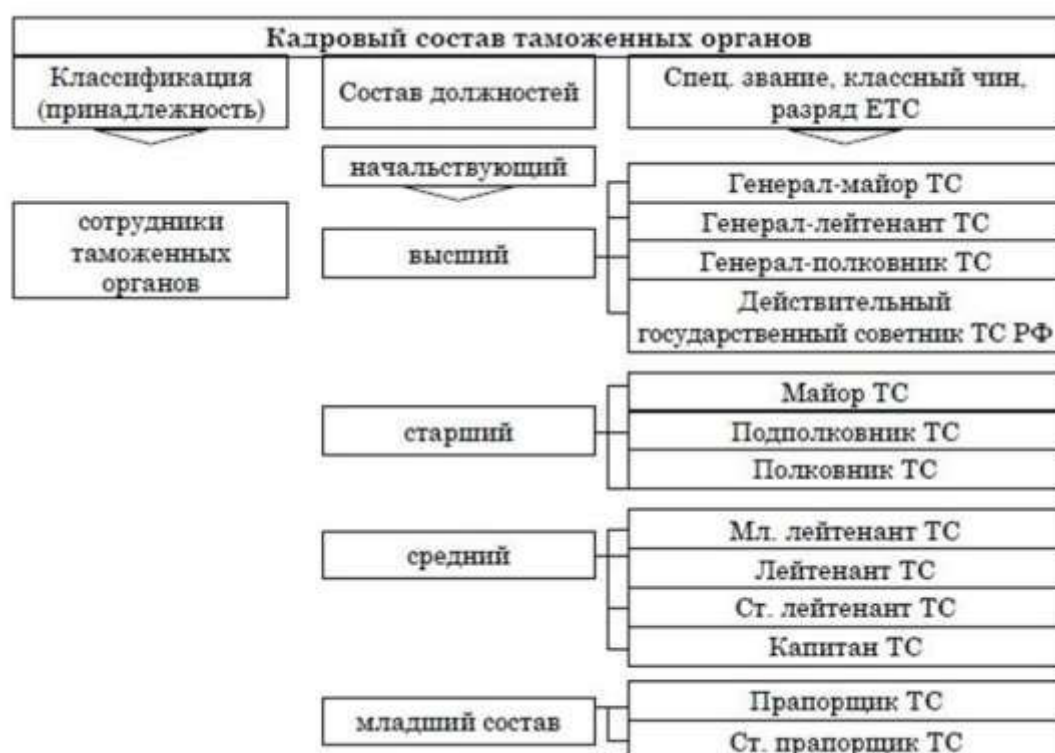 Кадровый состав таможенных органов
Классификация
(принадлежность)
Состав должностей
Спец. звание, классный чин,
разряд ЕТС
начальствующий
сотрудники
таможенных
органов
высший
Генерал-майор ТС
Генерал-лейтенант ТС
Генерал-полковник ТС
Действительный
государственный советник ТС РФ
старший
Майор ТС
Подполковник ТС
Полковник ТС
средний
Мл. лейтенант ТС
Лейтенант ТС
Ст. лейтенант ТС
Капитан ТС
младший состав
Прапорщик ТС
Ст. прапорщик ТС